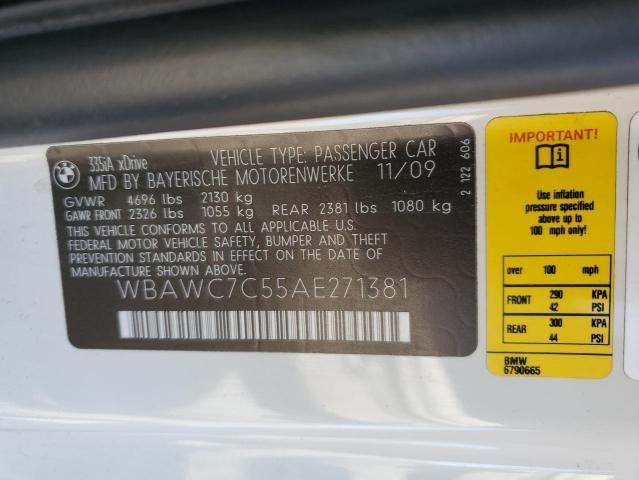 BMW
335iA xDrive
VEHICLE TYPE: PASSENGER CAR
MFD BY BAYERISCHE MOTORENWERKE 11/09
GVWR 4696 lbs 2130 kg
GAWR FRONT 2326 lbs 1055 kg REAR 2381 lbs 1080 kg
THIS VEHICLE CONFORMS TO ALL APPLICABLE U.S.
FEDERAL MOTOR VEHICLE SAFETY, BUMPER AND THEFT
PREVENTION STANDARDS IN EFFECT ON THE DATE OF
MANUFACTURE SHOWN ABOVE.
WBAWC7C55AE271381
2 122 606
IMPORTANT!
Use inflation
pressure specified
above up to
100 mph only!
over 100 mph
FRONT 290 KPA
42 PSI
REAR 300 KPA
44 PSI
BMW
6790665